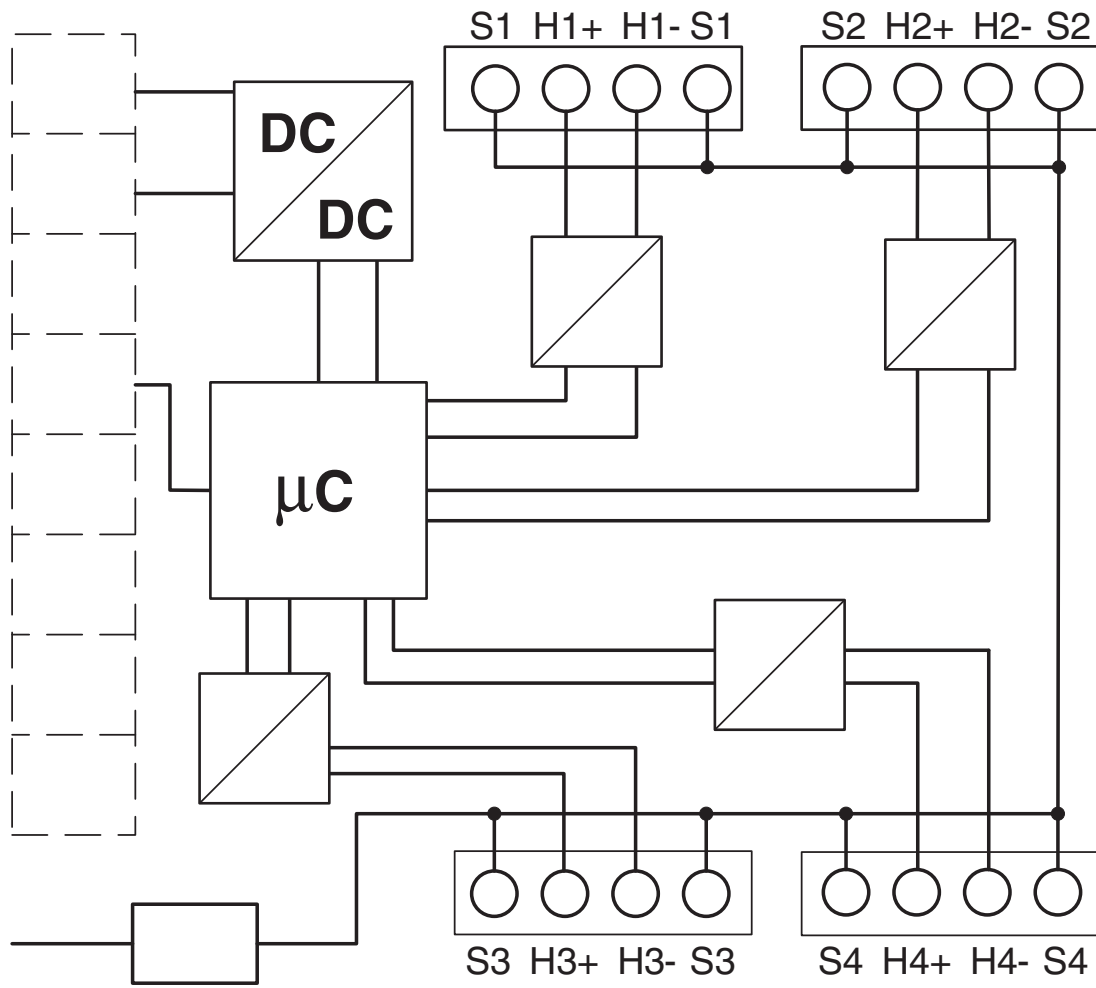 S1 H1+ H1- S1
S2 H2+ H2- S2
DC
DC
μC
S3 H3+ H3- S3
S4 H4+ H4- S4